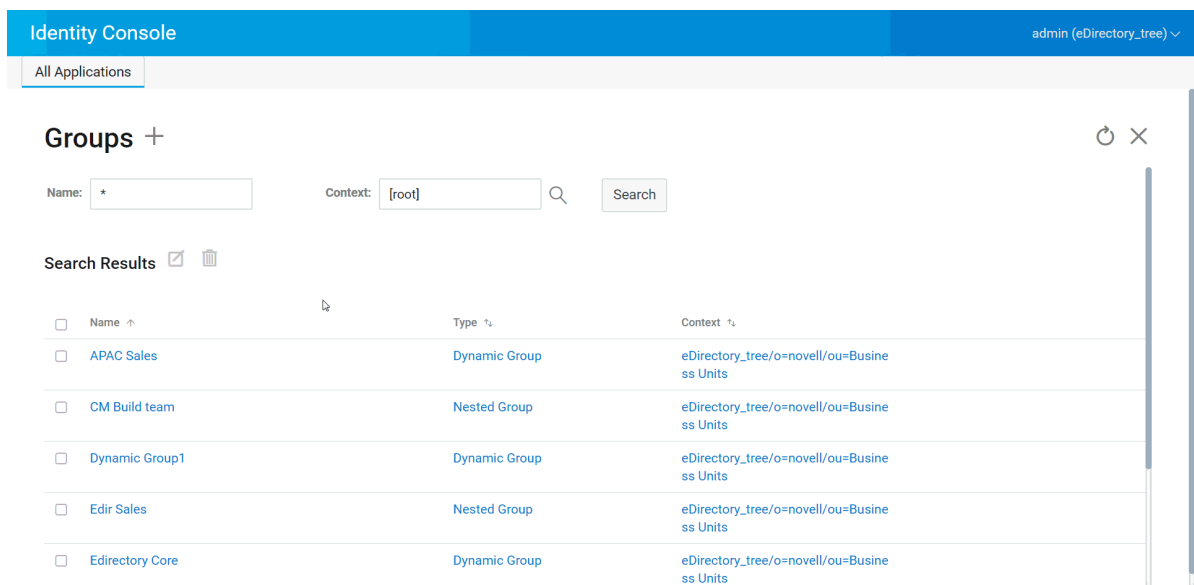 Identity Console
admin (eDirectory_tree)
All Applications
Groups
Name: * Context: [root] Search
Search Results
Name Type Context
APAC Sales Dynamic Group eDirectory_tree/o=novell/ou=Busine
ss Units
CM Build team Nested Group eDirectory_tree/o=novell/ou=Busine
ss Units
Dynamic Group1 Dynamic Group eDirectory_tree/o=novell/ou=Busine
ss Units
Edir Sales Nested Group eDirectory_tree/o=novell/ou=Busine
ss Units
Edirectory Core Dynamic Group eDirectory_tree/o=novell/ou=Busine
ss Units